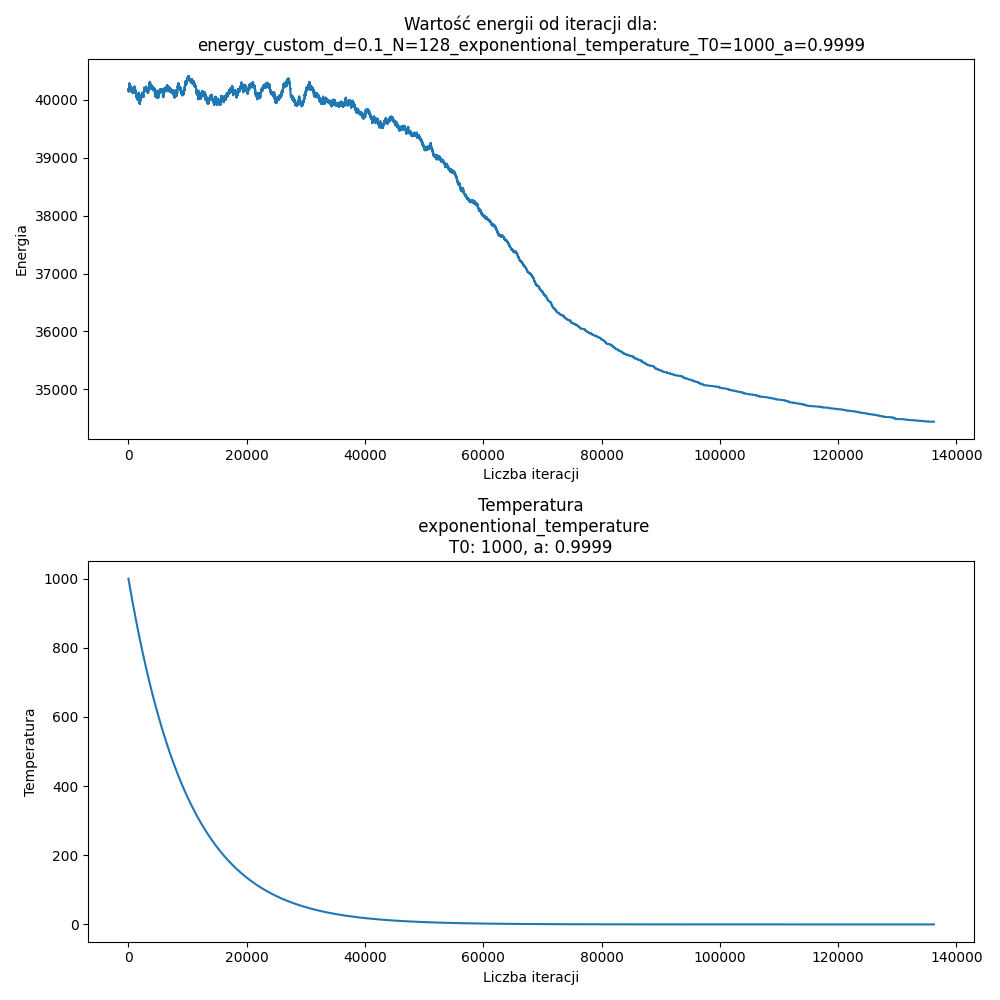 Wartość energii od iteracji dla:
energy_custom_d=0.1_N=128_exponentional_temperature_T0=1000_a=0.9999
40000
39000
38000
37000
36000
35000
Energia
0 20000 40000 60000 80000 100000 120000 140000
Liczba iteracji
Temperatura
exponentional_temperature
T0: 1000, a: 0.9999
1000
800
600
400
200
0
Temperatura
0 20000 40000 60000 80000 100000 120000 140000
Liczba iteracji